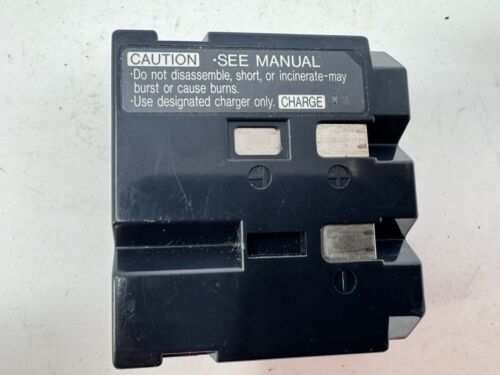 CAUTION ·SEE MANUAL
·Do not disassemble, short, or incinerate-may
burst or cause burns.
·Use designated charger only. CHARGE
+
−